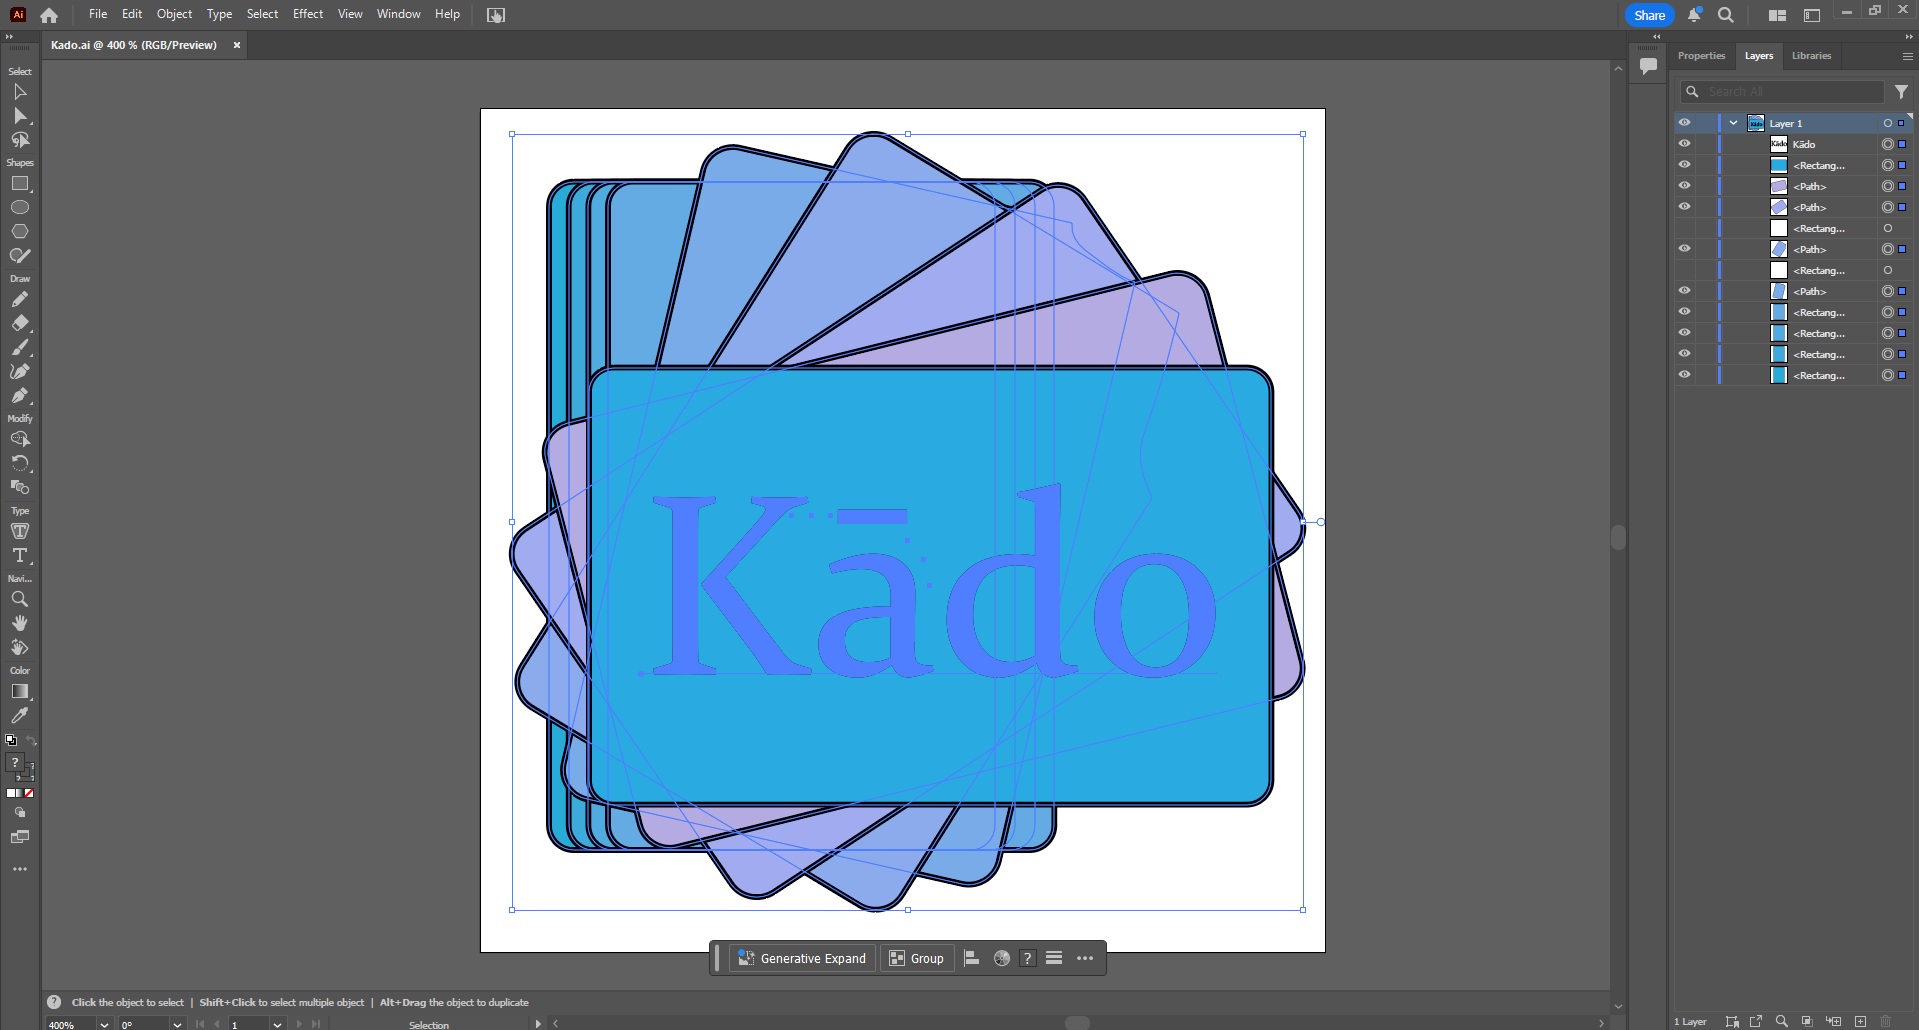 Ai File Edit Object Type Select Effect View Window Help Share
Kado.ai @ 400 % (RGB/Preview) ×
Properties Layers Libraries
Select
Search All
Layer 1
Kādo
Kādo
<Rectang...
Shapes
<Path>
<Path>
<Rectang...
<Path>
<Rectang...
Draw
<Path>
<Rectang...
<Rectang...
<Rectang...
<Rectang...
Modify
Type
Kādo
Navi...
Color
?
Generative Expand Group ?
? Click the object to select | Shift+Click to select multiple object | Alt+Drag the object to duplicate
400% 0° 1 Selection
1 Layer